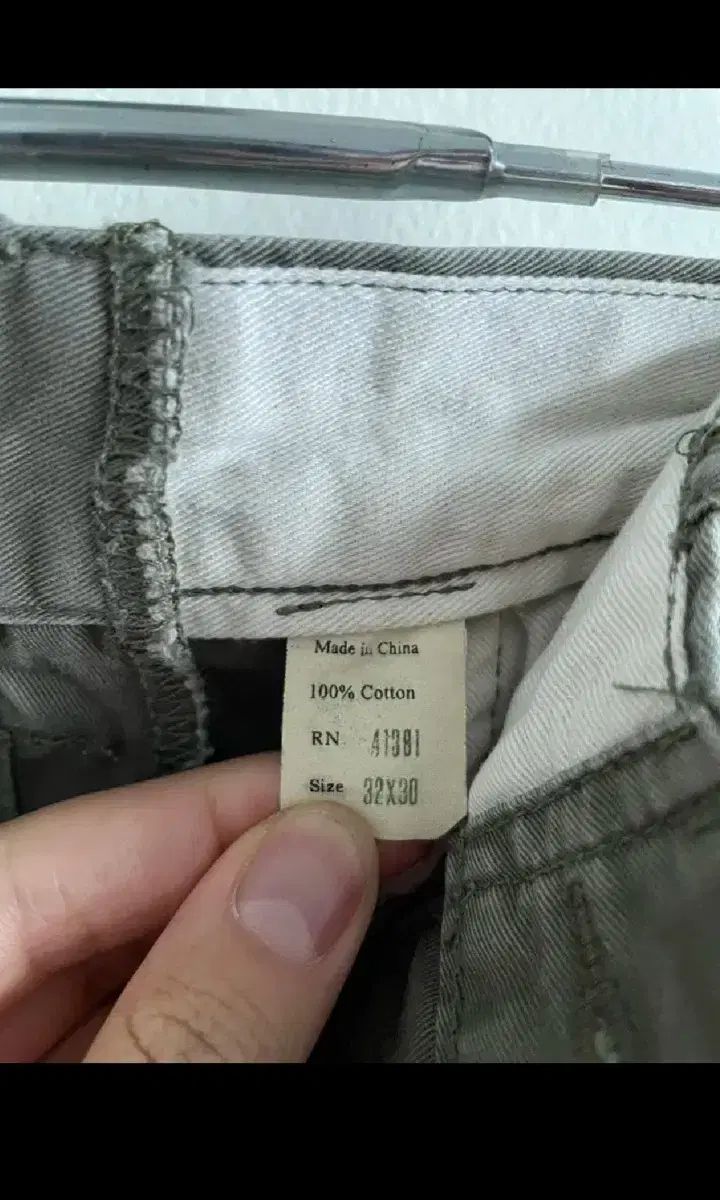 Made in China
100% Cotton
RN 41381
Size 32X30